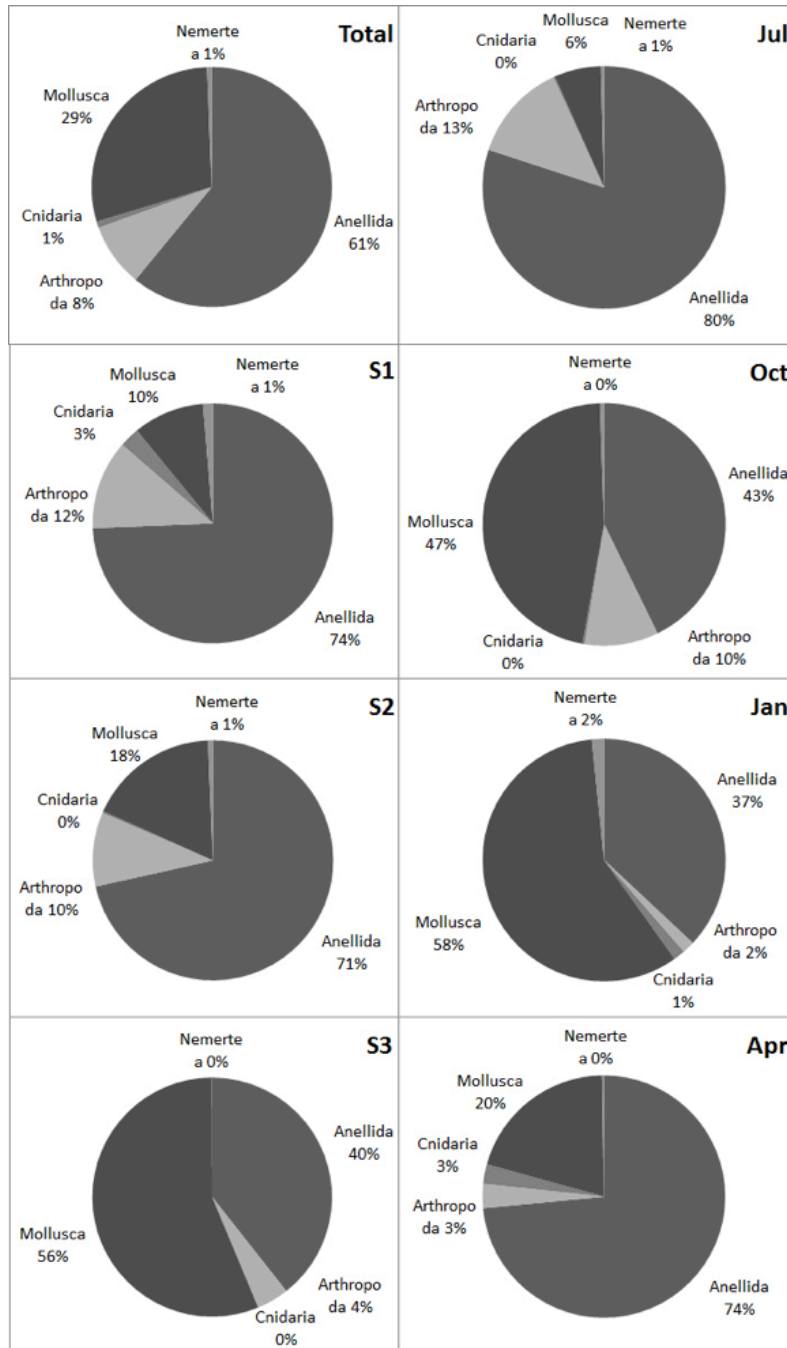 Total
Nemerte
a 1%
Mollusca
29%
Cnidaria
1%
Arthropo
da 8%
Anellida
61%
Jul
Mollusca
6%
Nemerte
a 1%
Cnidaria
0%
Arthropo
da 13%
Anellida
80%
S1
Nemerte
a 1%
Mollusca
10%
Cnidaria
3%
Arthropo
da 12%
Anellida
74%
Oct
Nemerte
a 0%
Anellida
43%
Mollusca
47%
Cnidaria
0%
Arthropo
da 10%
S2
Nemerte
a 1%
Mollusca
18%
Cnidaria
0%
Arthropo
da 10%
Anellida
71%
Jan
Nemerte
a 2%
Anellida
37%
Mollusca
58%
Arthropo
da 2%
Cnidaria
1%
S3
Nemerte
a 0%
Anellida
40%
Mollusca
56%
Arthropo
da 4%
Cnidaria
0%
Apr
Nemerte
a 0%
Mollusca
20%
Cnidaria
3%
Arthropo
da 3%
Anellida
74%